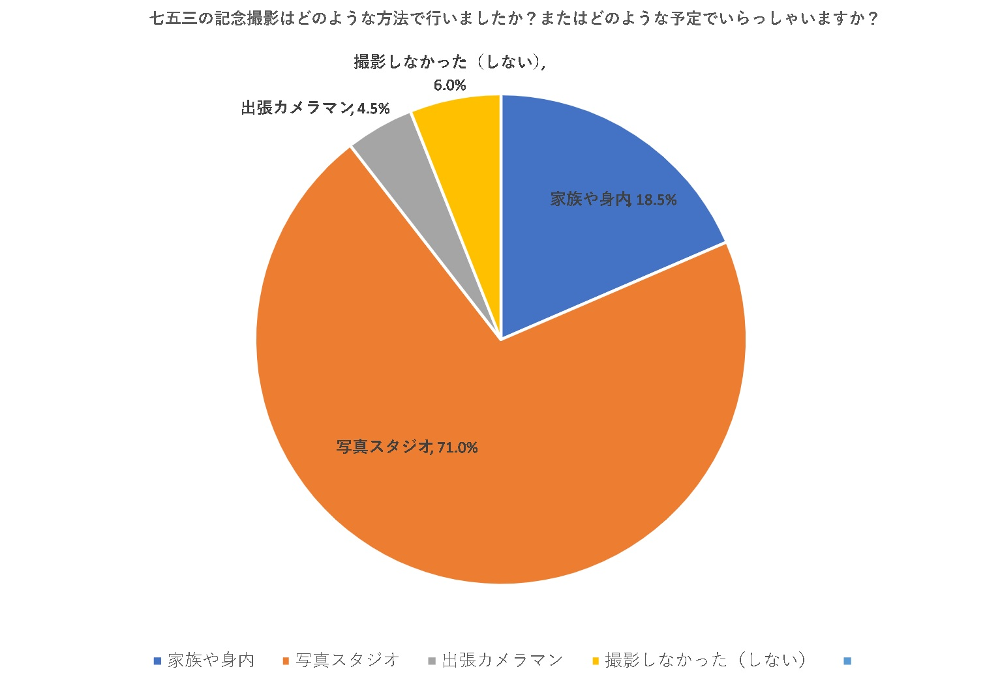 七五三の記念撮影はどのような方法で行いましたか？またはどのような予定でいらっしゃいますか？
撮影しなかった（しない）,
6.0%
出張カメラマン, 4.5%
家族や身内, 18.5%
写真スタジオ, 71.0%
家族や身内 写真スタジオ 出張カメラマン 撮影しなかった（しない）